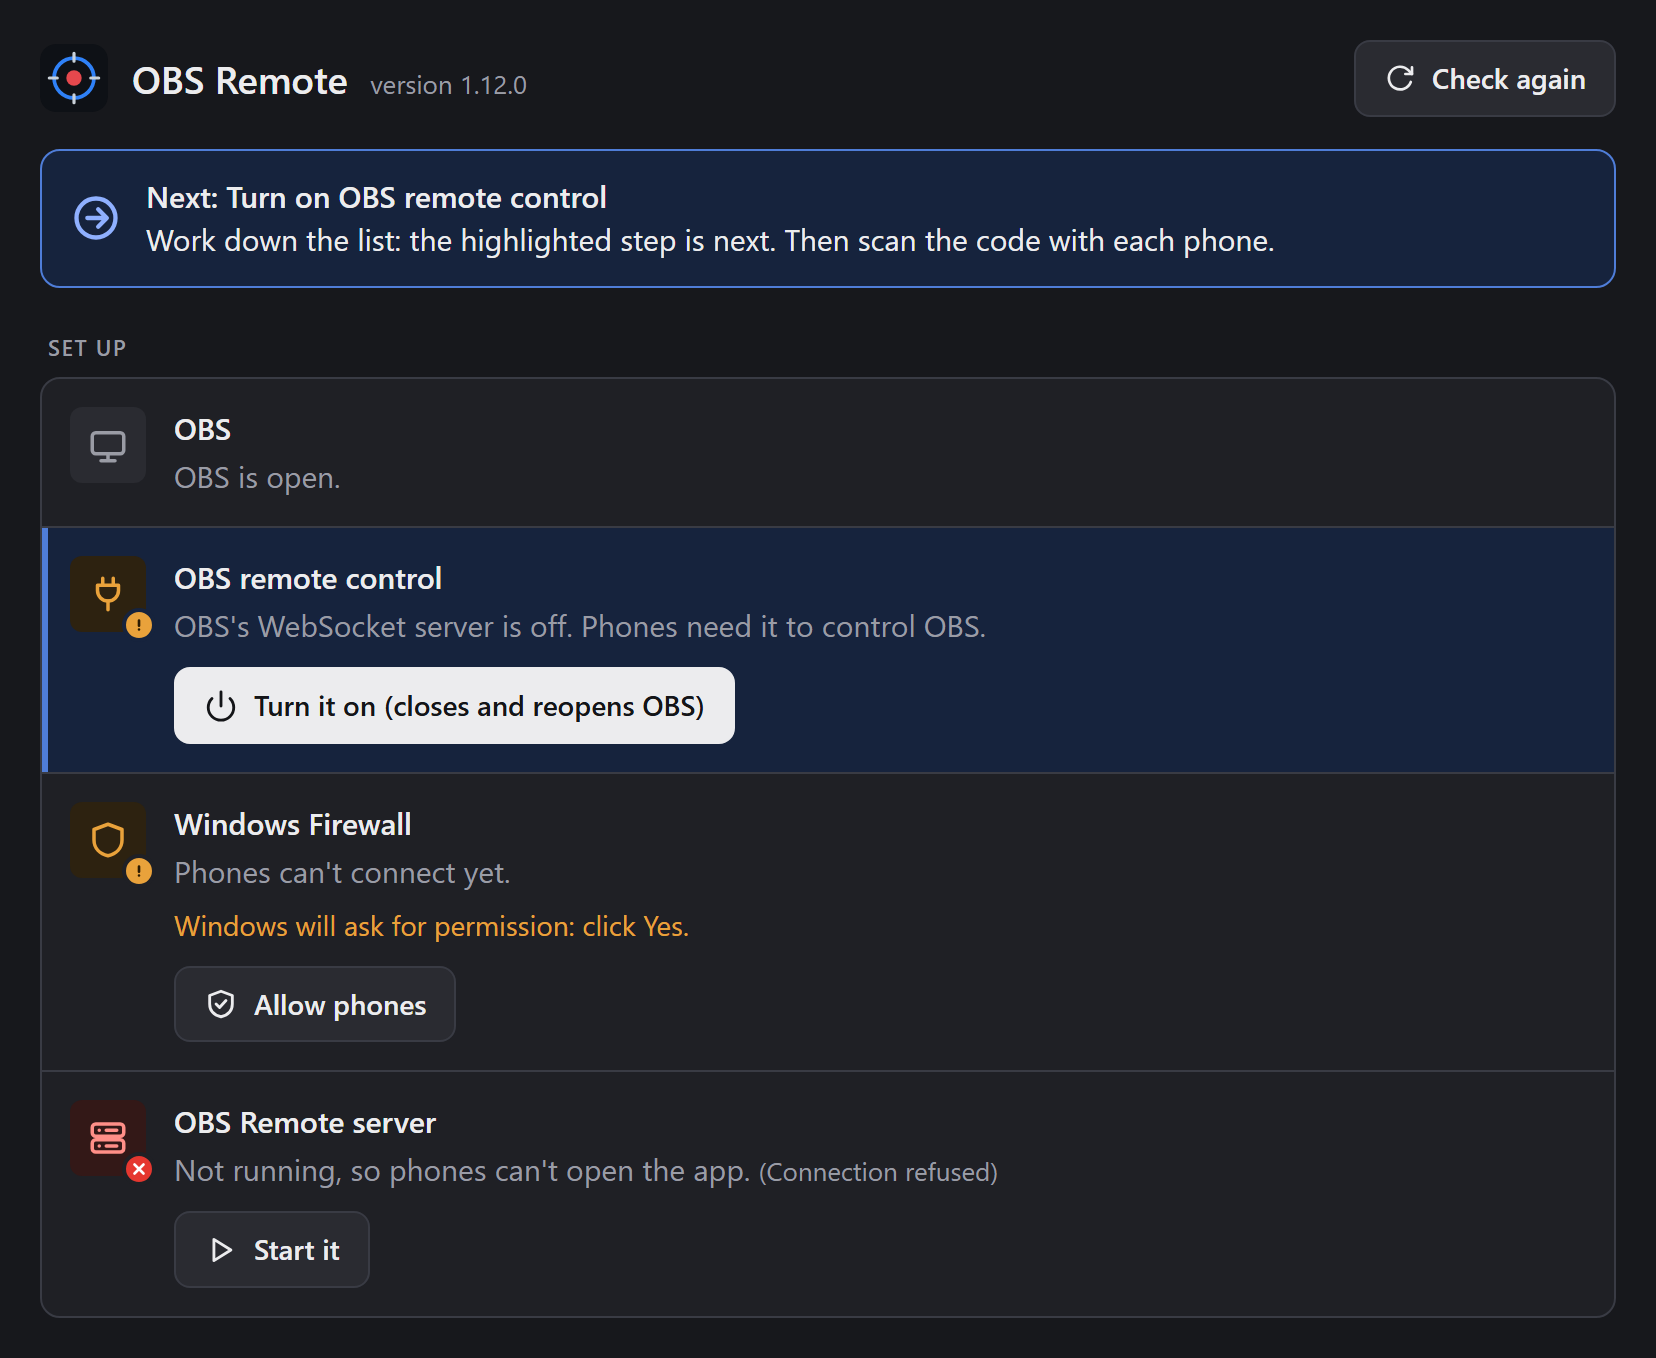 OBS Remote version 1.12.0
Check again
Next: Turn on OBS remote control
Work down the list: the highlighted step is next. Then scan the code with each phone.
SET UP
OBS
OBS is open.
OBS remote control
OBS's WebSocket server is off. Phones need it to control OBS.
Turn it on (closes and reopens OBS)
Windows Firewall
Phones can't connect yet.
Windows will ask for permission: click Yes.
Allow phones
OBS Remote server
Not running, so phones can't open the app. (Connection refused)
Start it